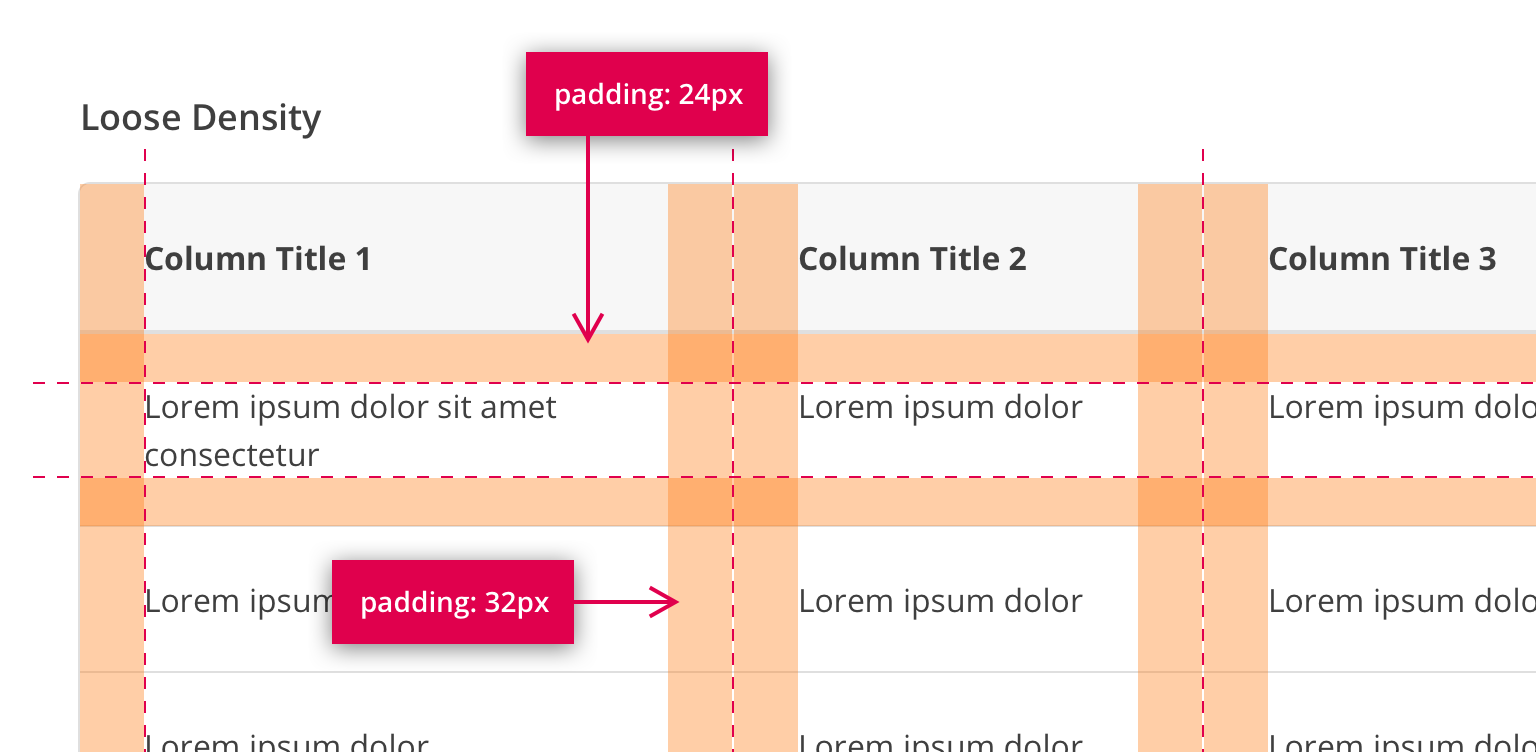 padding: 24px
Loose Density
Column Title 1 Column Title 2 Column Title 3
Lorem ipsum dolor sit amet Lorem ipsum dolor Lorem ipsum dolo
consectetur
Lorem ipsum padding: 32px Lorem ipsum dolor Lorem ipsum dolo
Lorem ipsum dolor Lorem ipsum dolor Lorem ipsum dolo